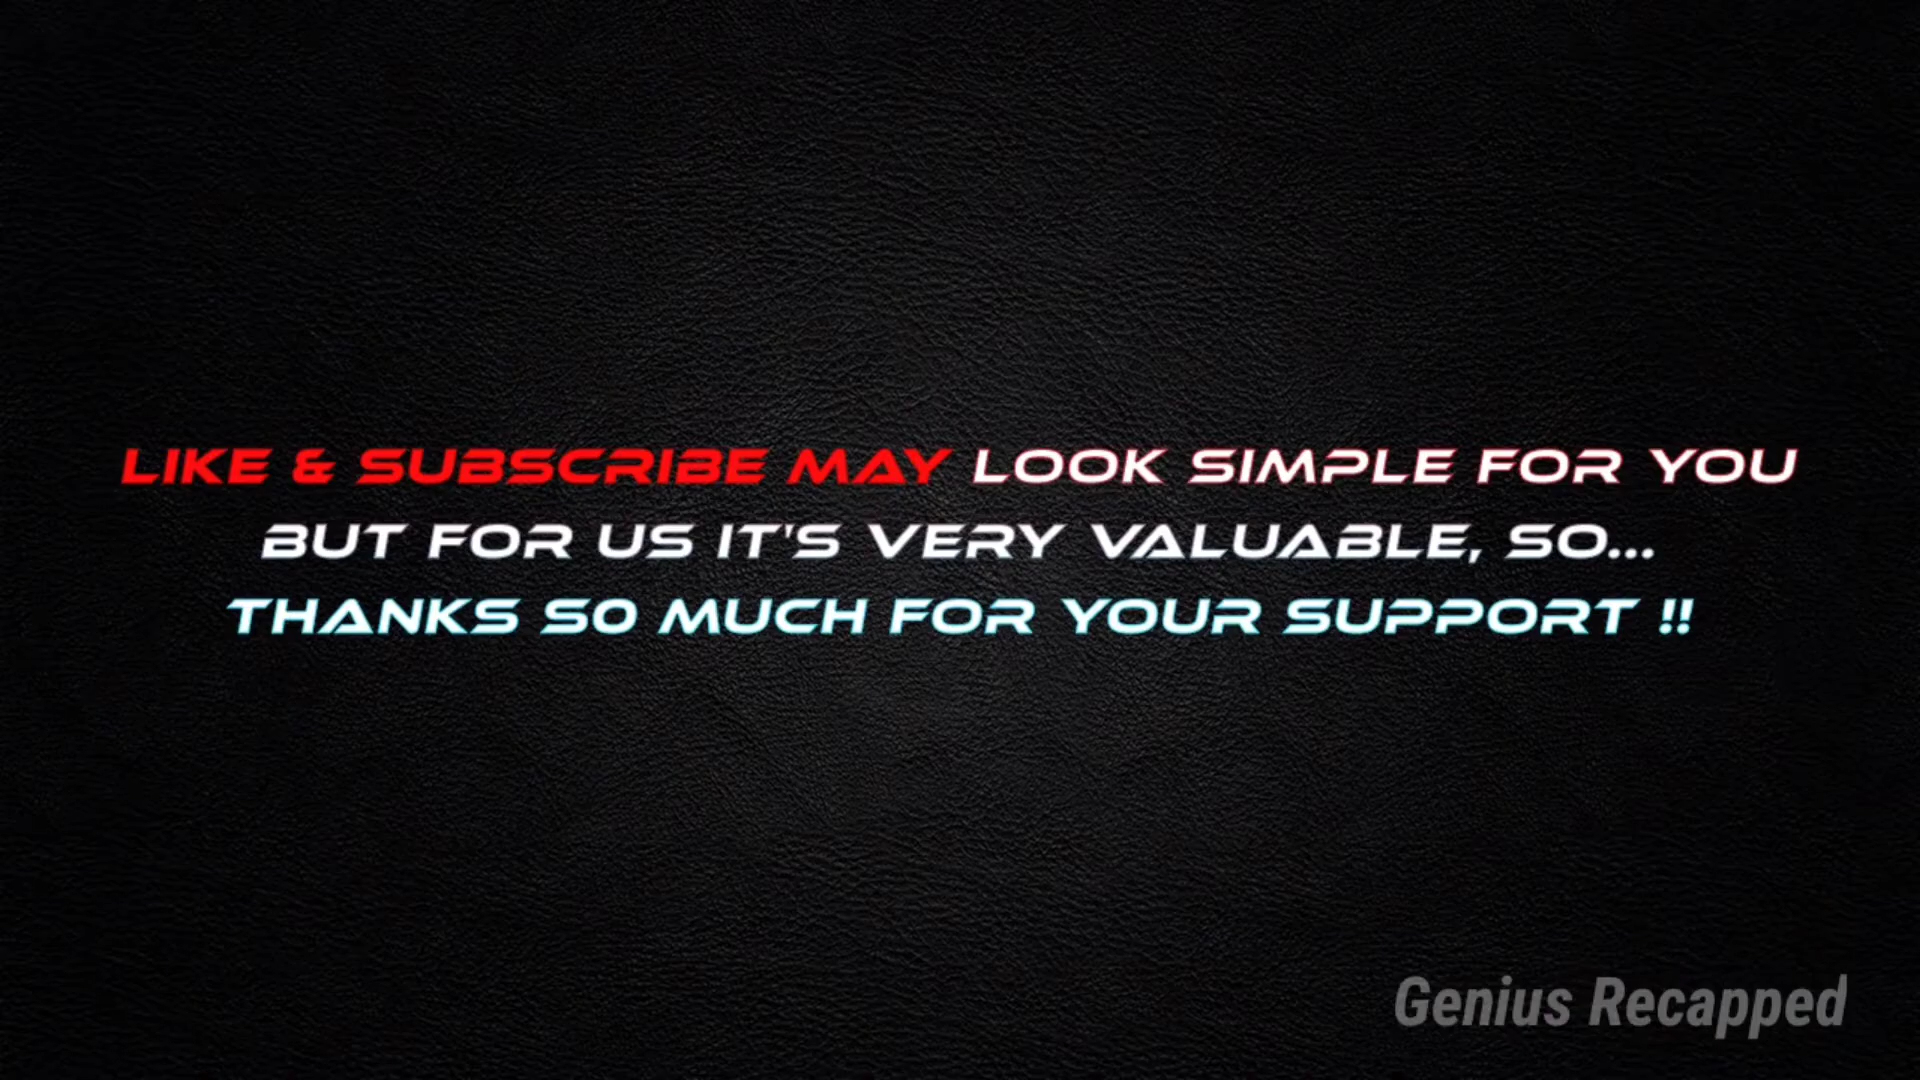 LIKE & SUBSCRIBE MAY LOOK SIMPLE FOR YOU
BUT FOR US IT'S VERY VALUABLE, SO...
THANKS SO MUCH FOR YOUR SUPPORT !!
Genius Recapped